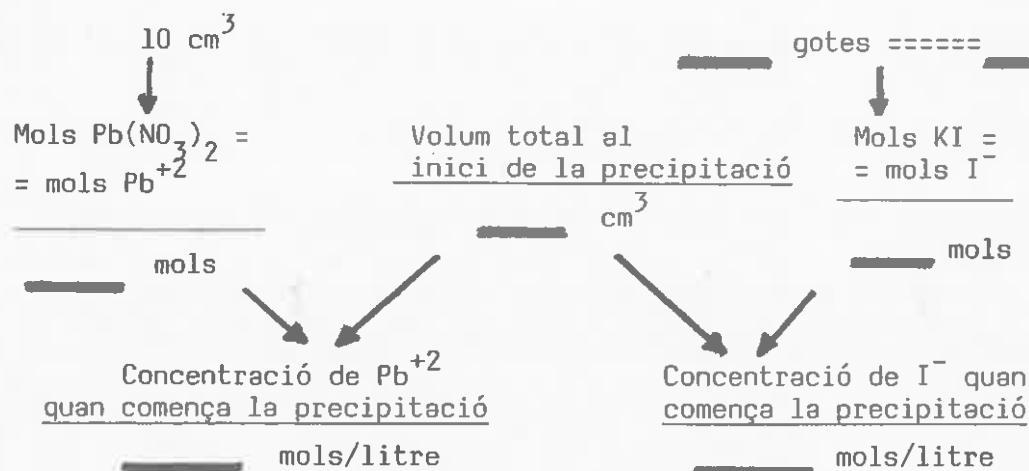 10 cm³
gotes ======
Mols Pb(NO₃)₂ =
= mols Pb⁺²
Volum total al
inici de la precipitació
Mols KI =
= mols I⁻
cm³
mols
mols
Concentració de Pb⁺²
quan comença la precipitació
Concentració de I⁻ quan
comença la precipitació
mols/litre
mols/litre